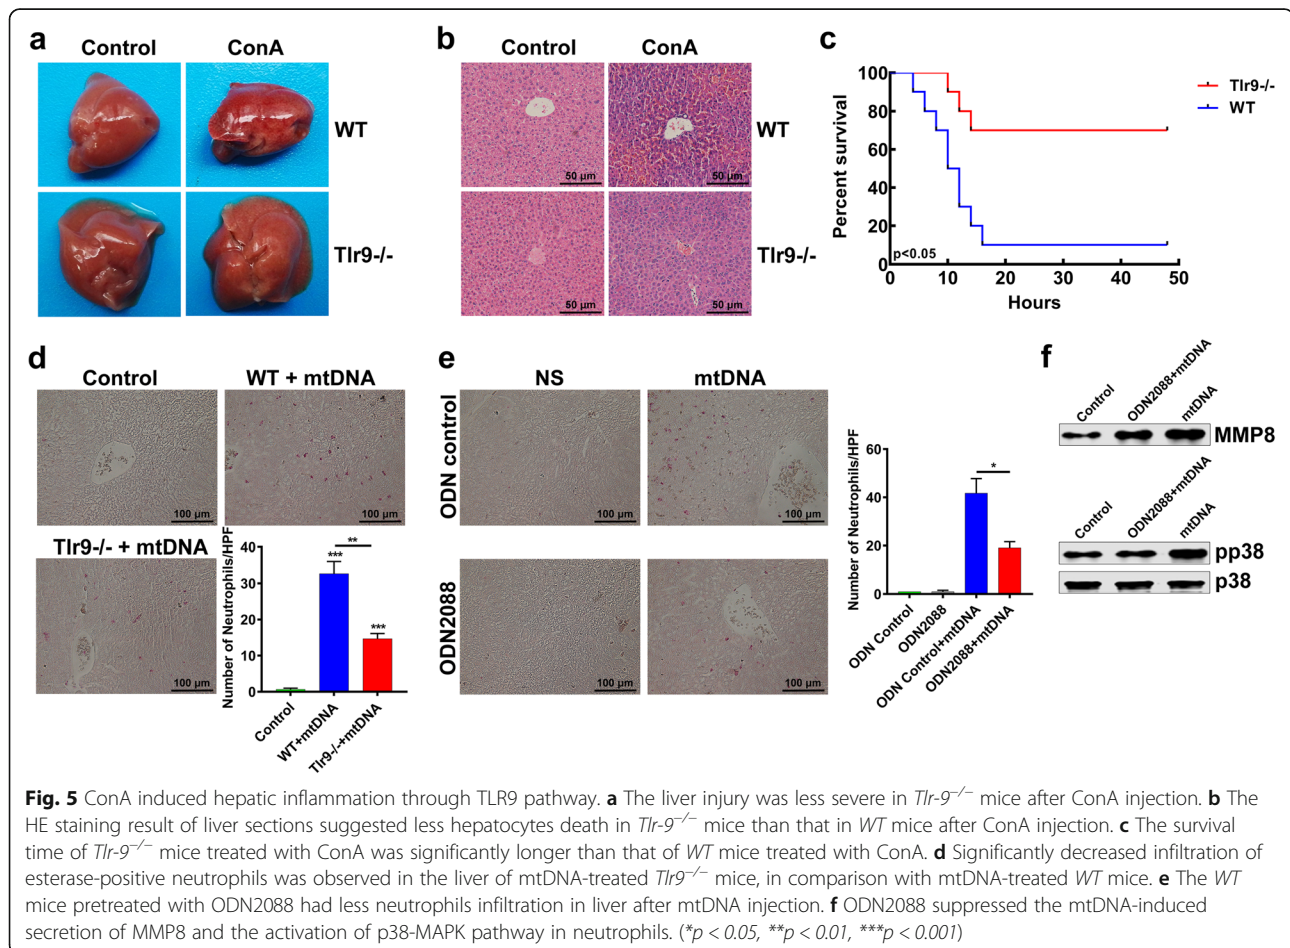 a
Control
ConA
WT
Tlr9-/-
b
Control
ConA
50 µm
50 µm
WT
50 µm
50 µm
Tlr9-/-
c
Percent survival
100
80
60
40
20
0
p<0.05
0
10
20
30
40
50
Hours
Tlr9-/-
WT
d
Control
WT + mtDNA
100 µm
100 µm
Tlr9-/- + mtDNA
100 µm
Number of Neutrophils/HPF
40
30
20
10
0
***
**
***
Control
WT+mtDNA
Tlr9-/-+mtDNA
e
NS
mtDNA
ODN control
100 µm
100 µm
ODN2088
100 µm
100 µm
Number of Neutrophils/HPF
60
40
20
0
*
ODN Control
ODN2088
ODN Control+mtDNA
ODN2088+mtDNA
f
Control
ODN2088+mtDNA
mtDNA
MMP8
Control
ODN2088+mtDNA
mtDNA
pp38
p38
Fig. 5 ConA induced hepatic inflammation through TLR9 pathway. a The liver injury was less severe in Tlr-9−/− mice after ConA injection. b The
HE staining result of liver sections suggested less hepatocytes death in Tlr-9−/− mice than that in WT mice after ConA injection. c The survival
time of Tlr-9−/− mice treated with ConA was significantly longer than that of WT mice treated with ConA. d Significantly decreased infiltration of
esterase-positive neutrophils was observed in the liver of mtDNA-treated Tlr9−/− mice, in comparison with mtDNA-treated WT mice. e The WT
mice pretreated with ODN2088 had less neutrophils infiltration in liver after mtDNA injection. f ODN2088 suppressed the mtDNA-induced
secretion of MMP8 and the activation of p38-MAPK pathway in neutrophils. (*p < 0.05, **p < 0.01, ***p < 0.001)